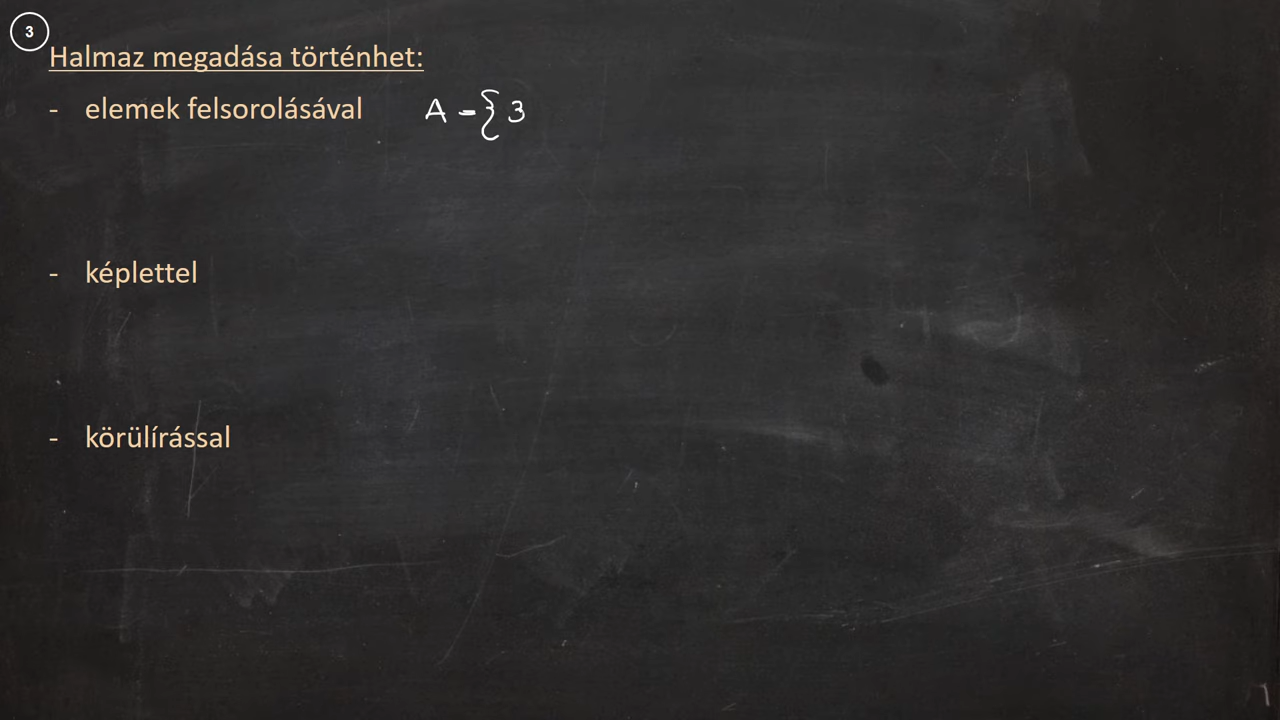 3
Halmaz megadása történhet:
- elemek felsorolásával A = { 3
- képlettel
- körülírással